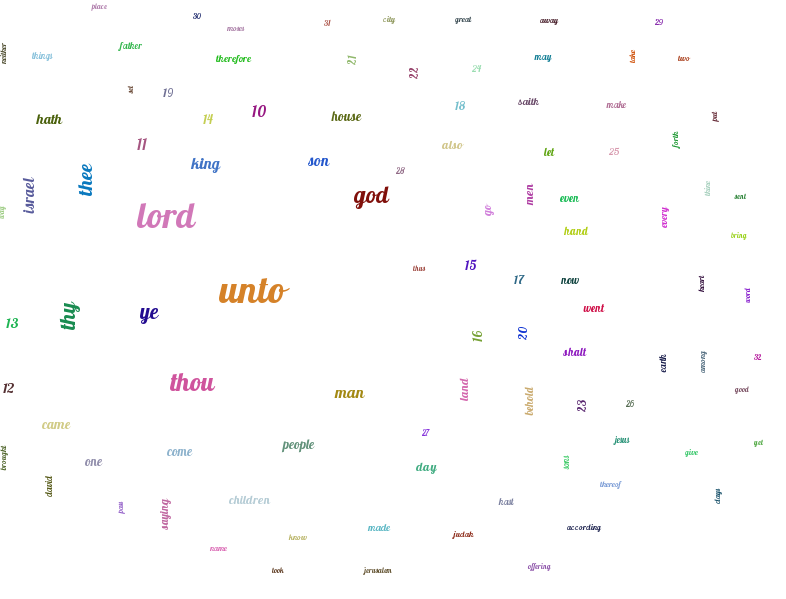 place
30
moses
31
city
great
away
29
neither
things
father
therefore
21
22
24
may
take
two
set
19
hath
14
10
house
18
saith
make
put
11
king
son
28
also
let
25
forth
israel
thee
lord
god
go
men
even
every
thine
sent
hand
bring
unto
thus
15
17
now
heart
word
went
13
thy
ye
16
20
shalt
earth
among
32
12
thou
man
land
behold
23
26
good
came
one
come
people
27
day
jesus
give
get
brought
david
pass
saying
children
sons
thereof
days
hast
made
know
name
judah
according
took
jerusalem
offering